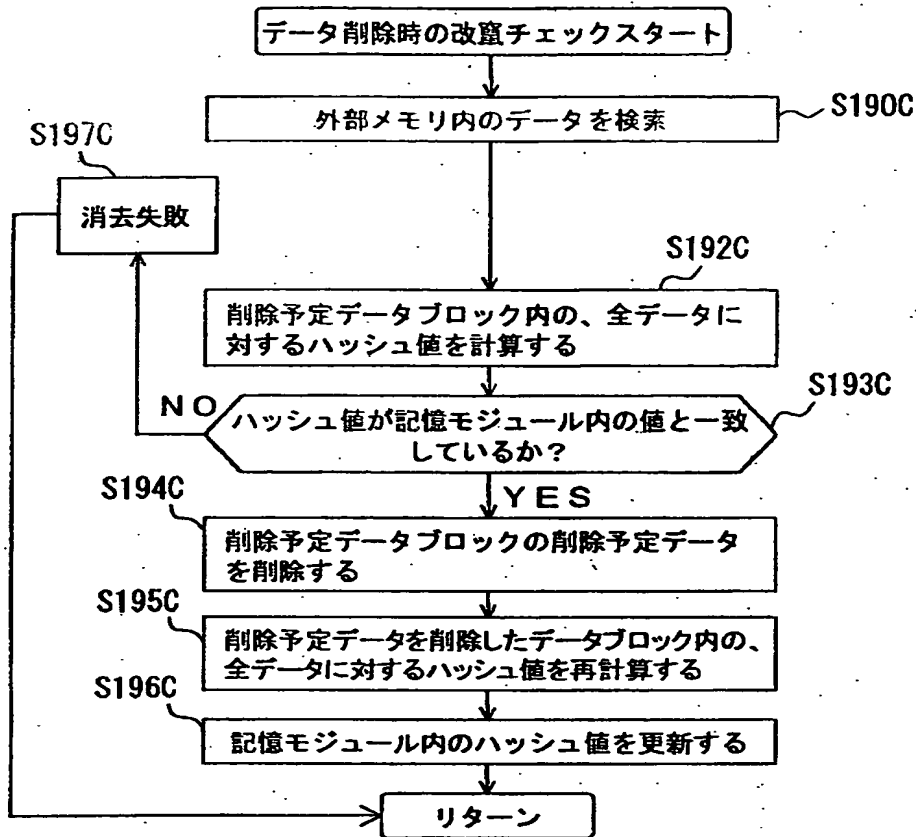 データ削除時の改竄チェックスタート
外部メモリ内のデータを検索
S190C
S197C
消去失敗
S192C
削除予定データブロック内の、全データに
対するハッシュ値を計算する
S193C
NO
ハッシュ値が記憶モジュール内の値と一致
しているか?
YES
S194C
削除予定データブロックの削除予定データ
を削除する
S195C
削除予定データを削除したデータブロック内の、
全データに対するハッシュ値を再計算する
S196C
記憶モジュール内のハッシュ値を更新する
リターン